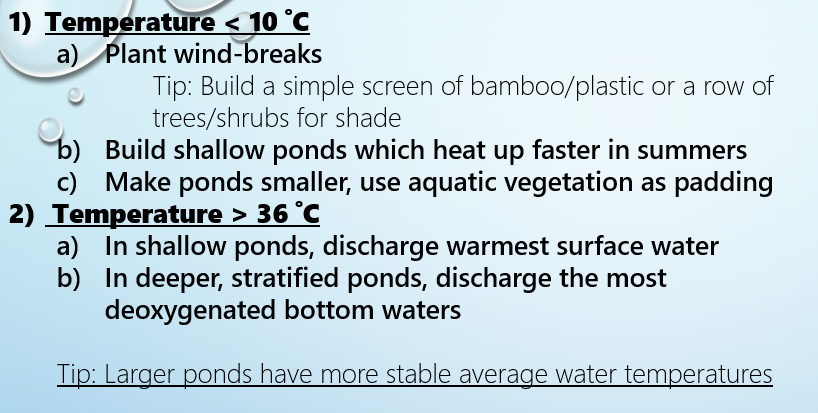 1) Temperature < 10 ˚C
a) Plant wind-breaks
Tip: Build a simple screen of bamboo/plastic or a row of
trees/shrubs for shade
b) Build shallow ponds which heat up faster in summers
c) Make ponds smaller, use aquatic vegetation as padding
2) Temperature > 36 ˚C
a) In shallow ponds, discharge warmest surface water
b) In deeper, stratified ponds, discharge the most
deoxygenated bottom waters
Tip: Larger ponds have more stable average water temperatures